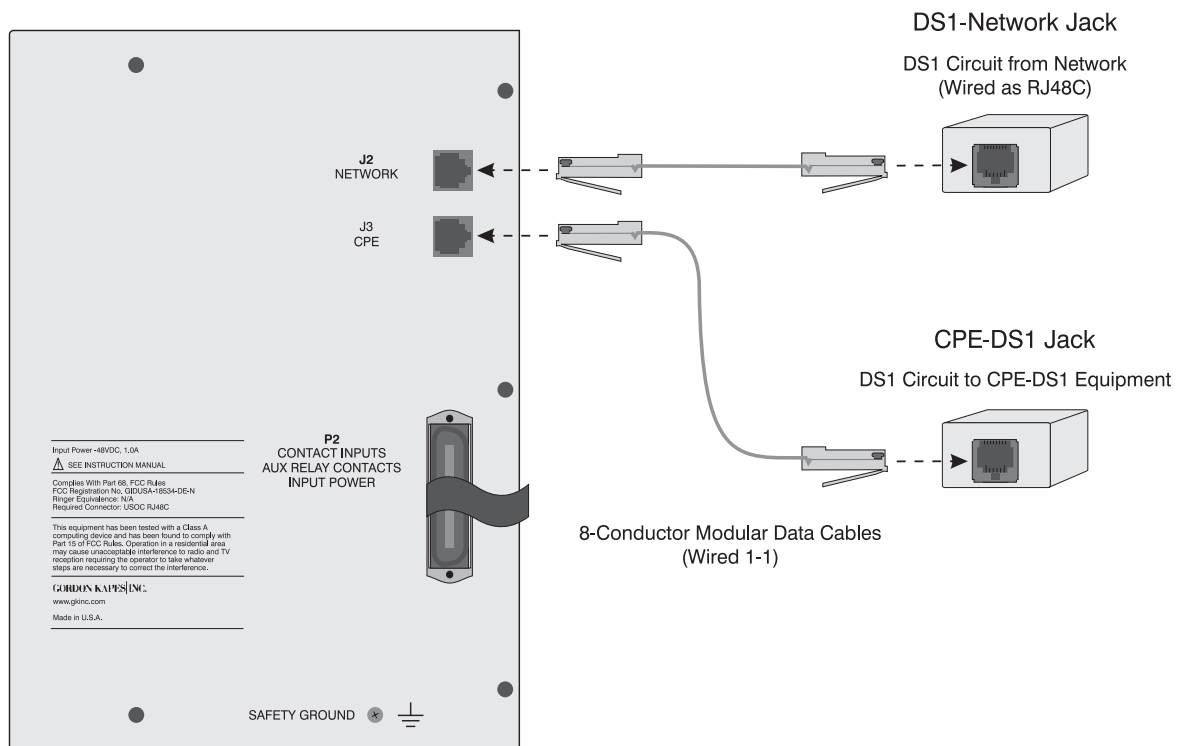 DS1-Network Jack
DS1 Circuit from Network
(Wired as RJ48C)
J2
NETWORK
J3
CPE
CPE-DS1 Jack
DS1 Circuit to CPE-DS1 Equipment
P2
CONTACT INPUTS
AUX RELAY CONTACTS
INPUT POWER
Input Power -48VDC, 1.0A
SEE INSTRUCTION MANUAL
Complies With Part 68, FCC Rules
FCC Registration No. GIDUSA-18534-DE-N
Ringer Equivalence: N/A
Required Connector: USOC RJ48C
This equipment has been tested with a Class A
computing device and has been found to comply with
Part 15 of FCC Rules. Operation in a residential area
may cause unacceptable interference to radio and TV
reception requiring the operator to take whatever
steps are necessary to correct the interference.
GORDON KAPES INC.
www.gkinc.com
Made in U.S.A.
8-Conductor Modular Data Cables
(Wired 1-1)
SAFETY GROUND